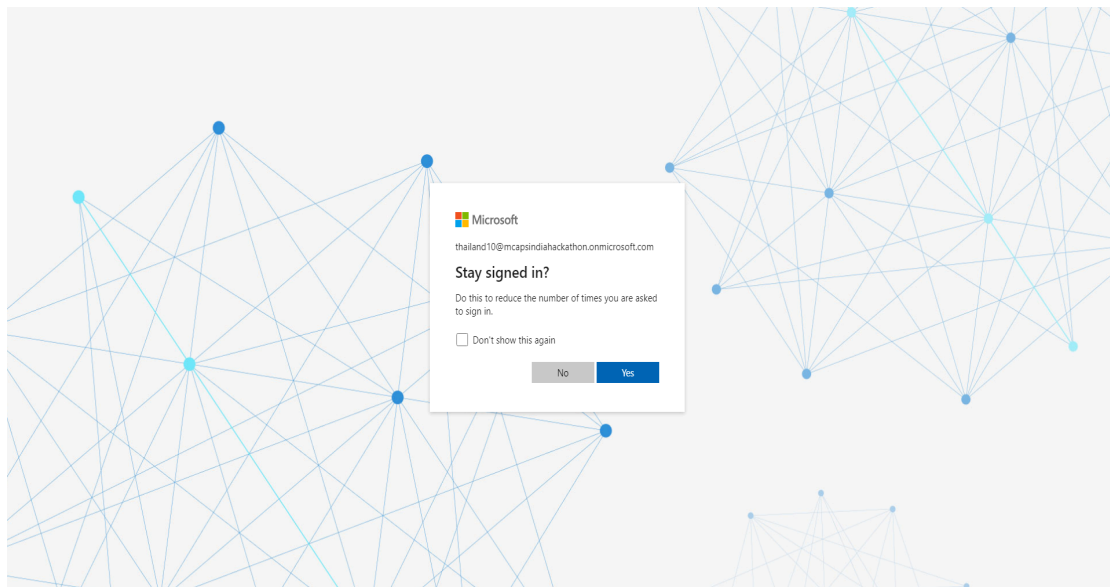 Microsoft
thailand10@mcapsindiahackathon.onmicrosoft.com
Stay signed in?
Do this to reduce the number of times you are asked
to sign in.
Don't show this again
No Yes